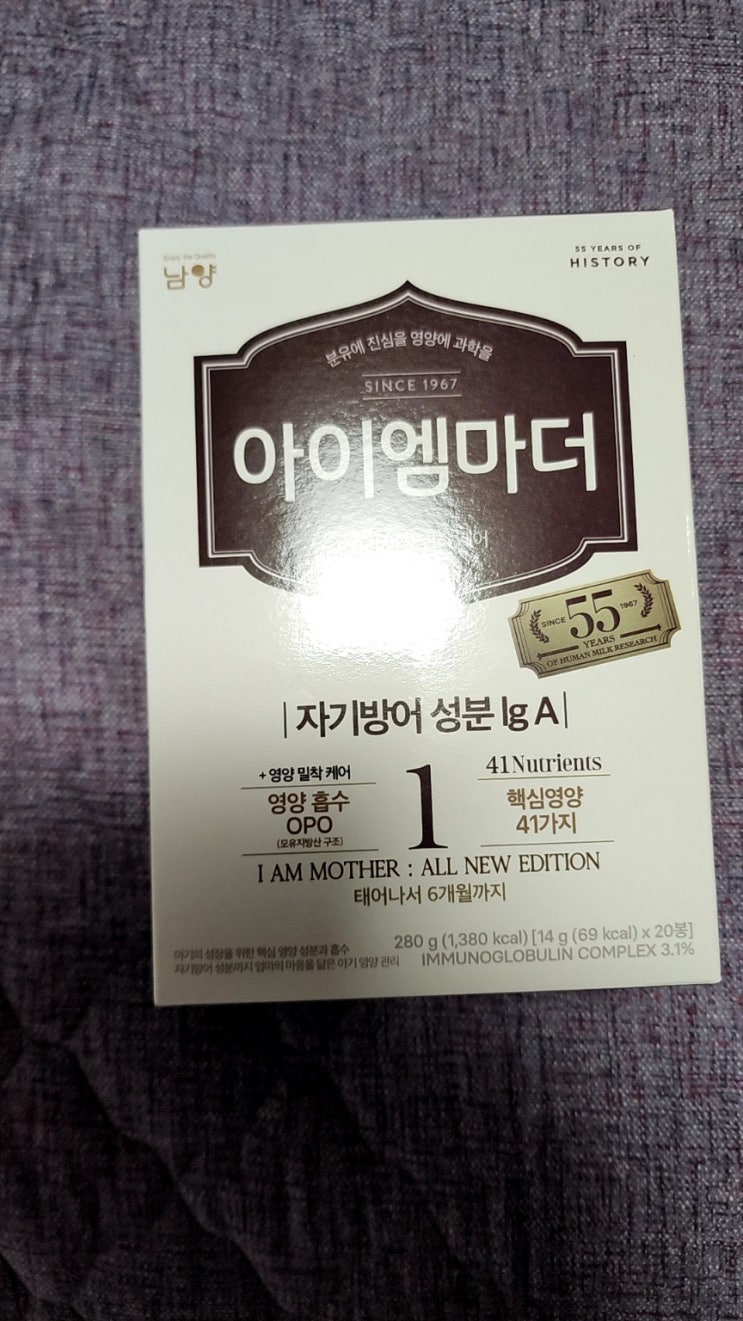 Enjoy the Quality
남양
55 YEARS OF
HISTORY
분유에 진심을 영양에 과학을
SINCE 1967
아이엠마더
케어
SINCE 55 1967
YEARS
OF HUMAN MILK RESEARCH
자기방어 성분 Ig A
+ 영양 밀착 케어
영양 흡수
OPO
(모유지방산 구조)
1
41Nutrients
핵심영양
41가지
I AM MOTHER : ALL NEW EDITION
태어나서 6개월까지
아기의 성장을 위한 핵심 영양 성분과 흡수
자기방어 성분까지 엄마의 마음을 닮은 아기 영양 관리
280 g (1,380 kcal) [14 g (69 kcal) x 20봉]
IMMUNOGLOBULIN COMPLEX 3.1%